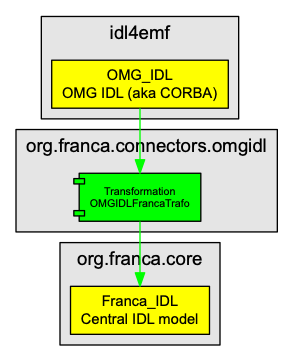 idl4emf
OMG_IDL
OMG IDL (aka CORBA)
org.franca.connectors.omgidl
Transformation
OMGIDLFrancaTrafo
org.franca.core
Franca_IDL
Central IDL model